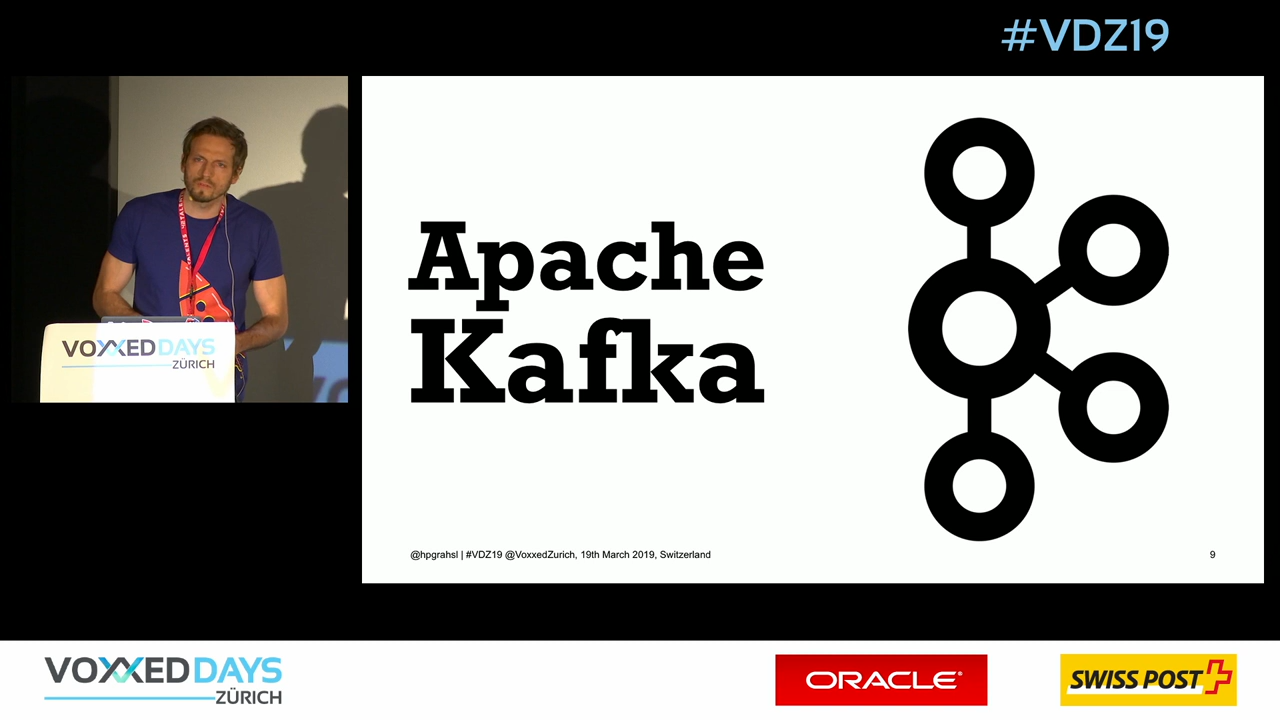 #VDZ19
Apache
Kafka
@hpgrahsl | #VDZ19 @VoxxedZurich, 19th March 2019, Switzerland
9
VOXXED DAYS
ZÜRICH
VOXXED DAYS
ZÜRICH
ORACLE®
SWISS POST